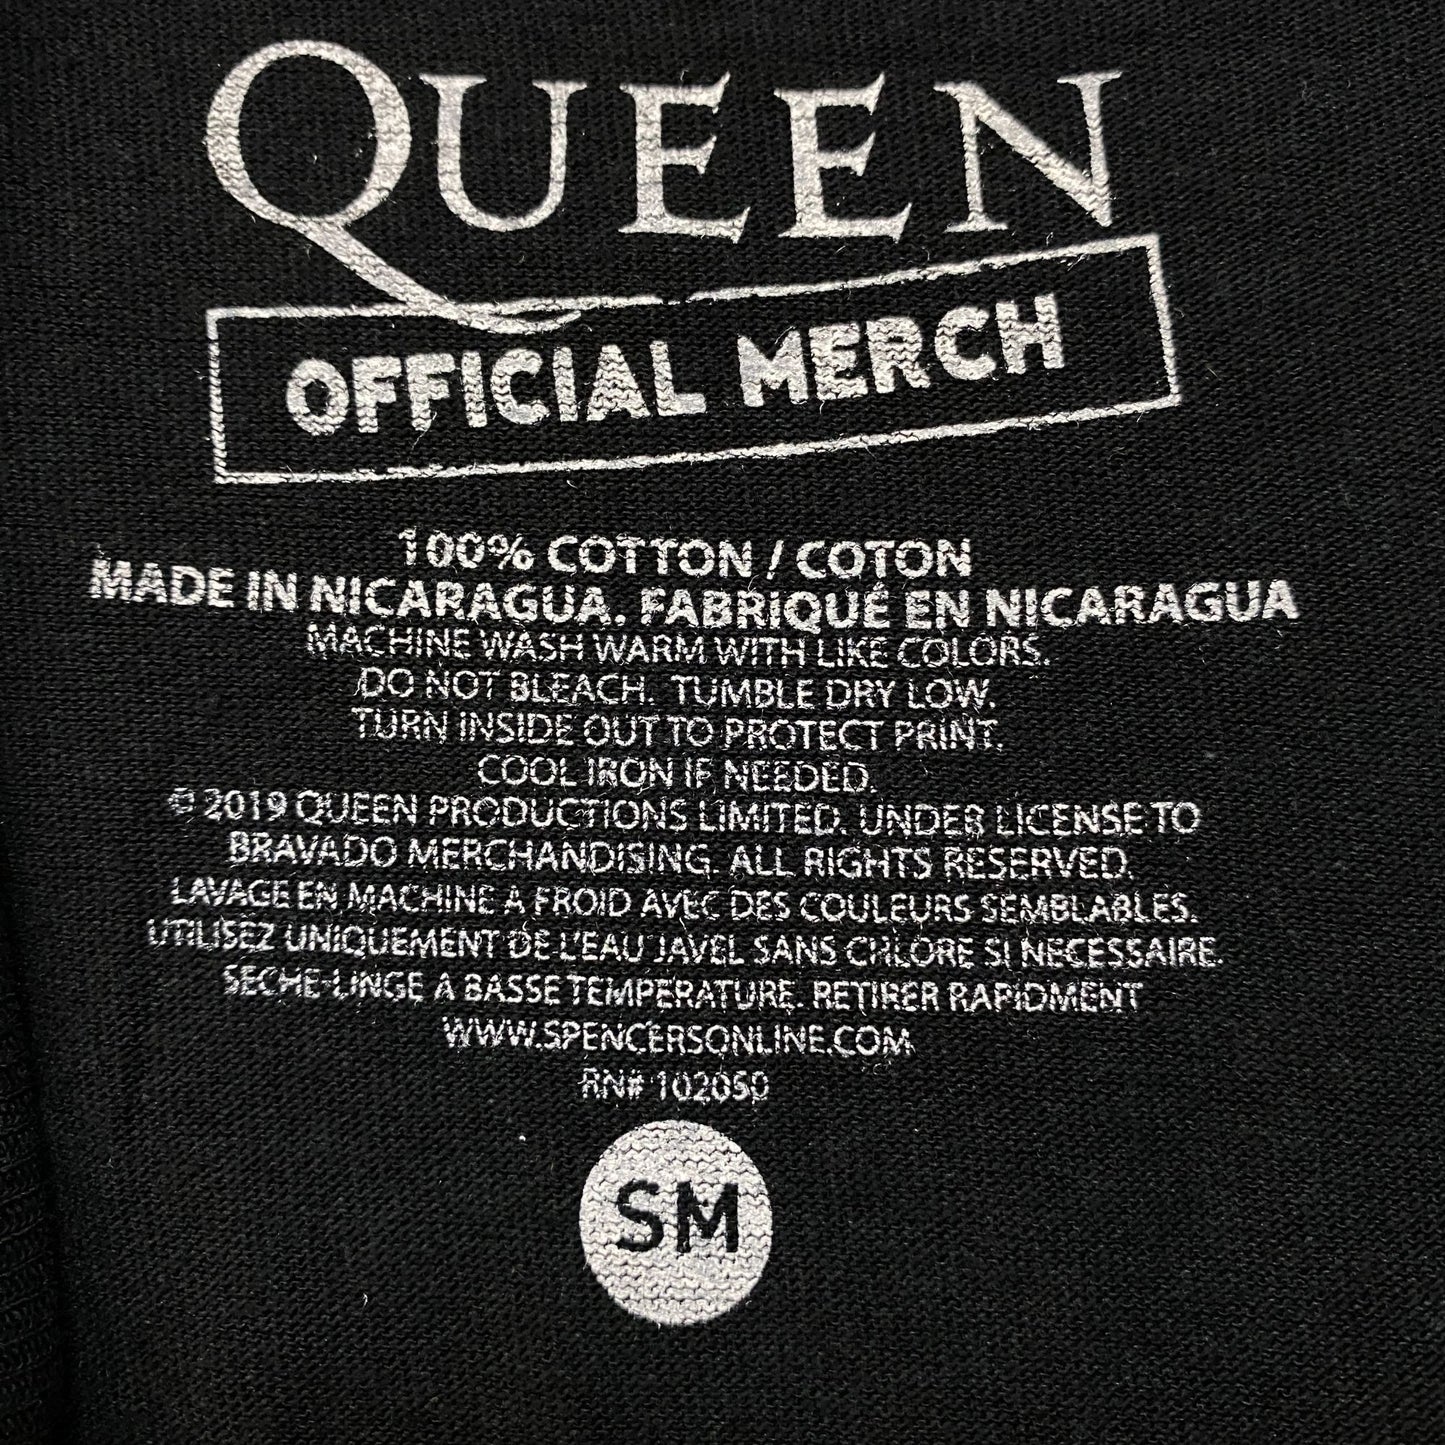 QUEEN
OFFICIAL MERCH
100% COTTON / COTON
MADE IN NICARAGUA. FABRIQUÉ EN NICARAGUA
MACHINE WASH WARM WITH LIKE COLORS.
DO NOT BLEACH. TUMBLE DRY LOW.
TURN INSIDE OUT TO PROTECT PRINT.
COOL IRON IF NEEDED.
© 2019 QUEEN PRODUCTIONS LIMITED. UNDER LICENSE TO
BRAVADO MERCHANDISING. ALL RIGHTS RESERVED.
LAVAGE EN MACHINE A FROID AVEC DES COULEURS SEMBLABLES.
UTILISEZ UNIQUEMENT DE L'EAU JAVEL SANS CHLORE SI NECESSAIRE.
SECHE-LINGE A BASSE TEMPERATURE. RETIRER RAPIDMENT
WWW.SPENCERSONLINE.COM
RN# 102050
SM